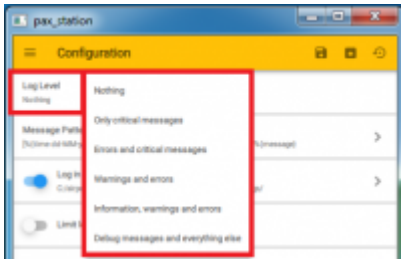 pax_station
Configuration
Log Level
Nothing
Nothing
Only critical messages
Message Patte
Errors and critical messages
%{message}
Warnings and errors
Log in
Information, warnings and errors
Limit
Debug messages and everything else